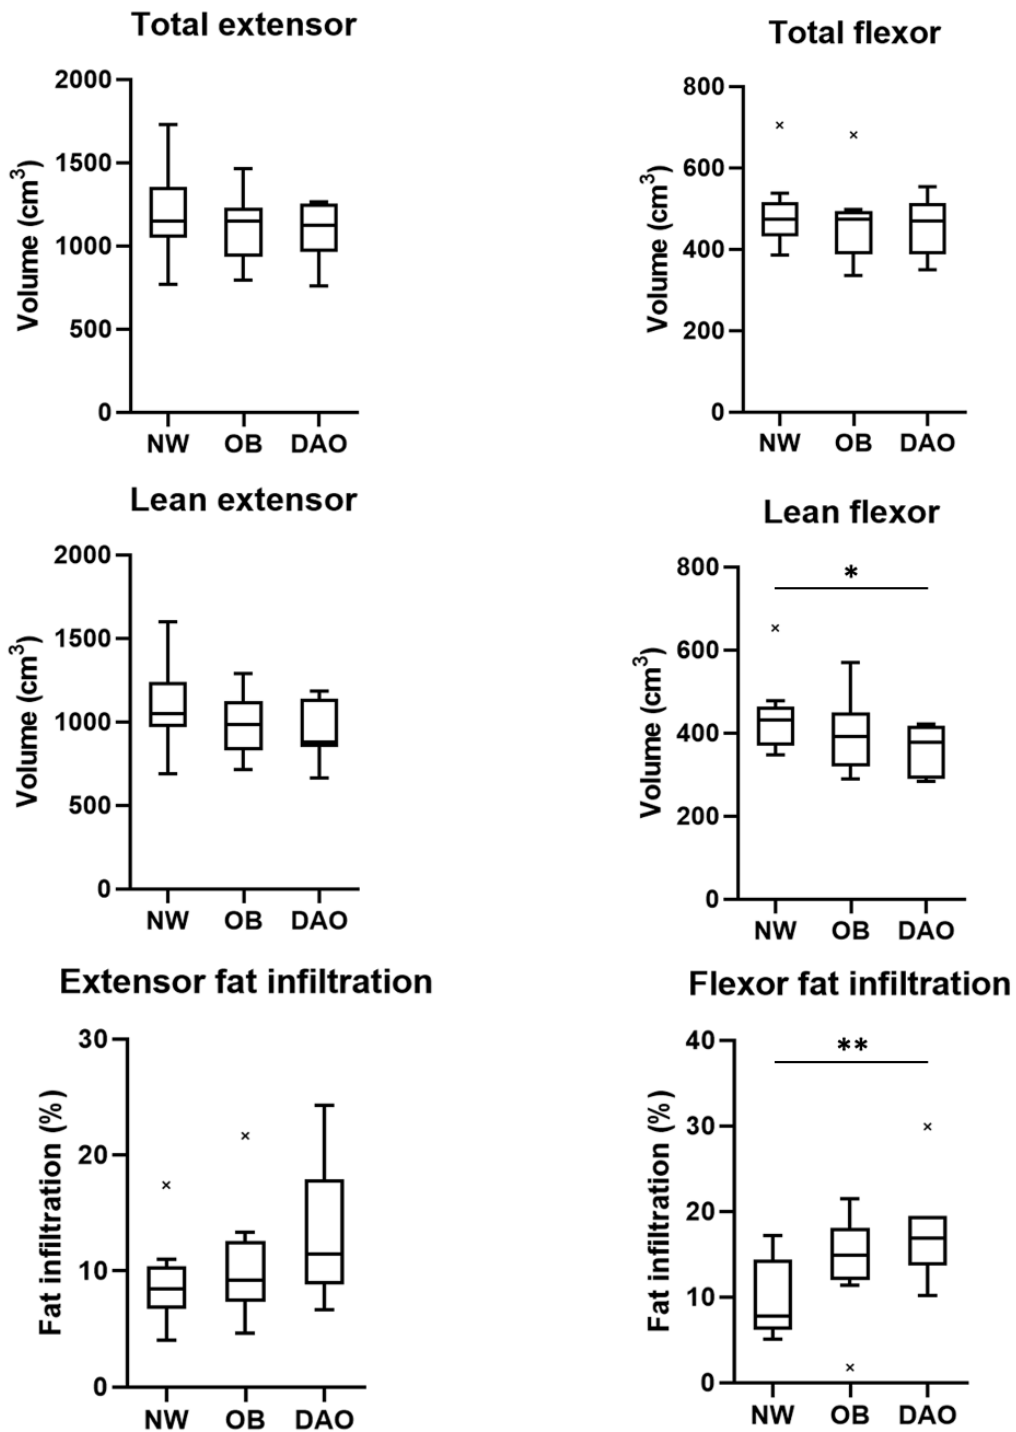 Total extensor
Volume (cm³)
2000
1500
1000
500
0
NW OB DAO
Total flexor
Volume (cm³)
800
600
400
200
0
NW OB DAO
Lean extensor
Volume (cm³)
2000
1500
1000
500
0
NW OB DAO
Lean flexor
Volume (cm³)
800
600
400
200
0
*
NW OB DAO
Extensor fat infiltration
Fat infiltration (%)
30
20
10
0
NW OB DAO
Flexor fat infiltration
Fat infiltration (%)
40
30
20
10
0
**
NW OB DAO